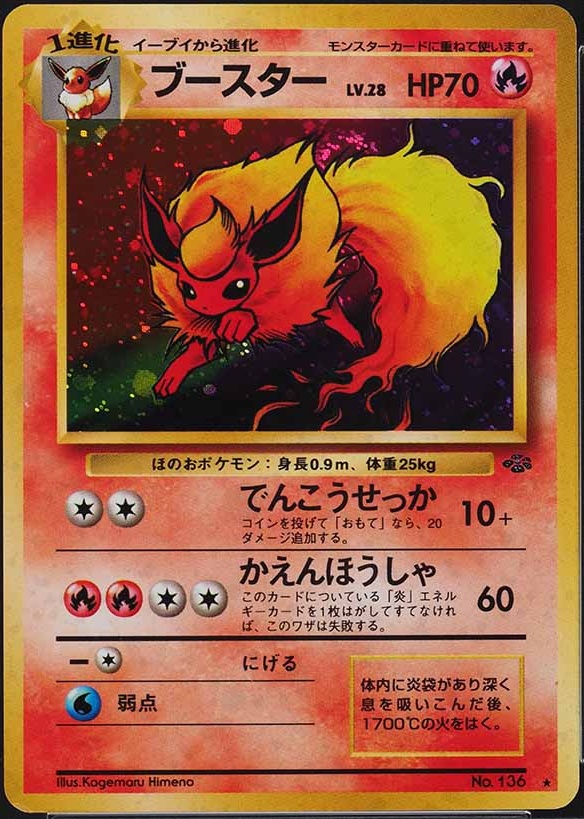 1進化 イーブイから進化 モンスターカードに重ねて使います。
ブースター LV.28 HP70
ほのおポケモン：身長0.9m、体重25kg
でんこうせっか 10+
コインを投げて「おもて」なら、20
ダメージ追加する。
かえんほうしゃ 60
このカードについている「炎」エネル
ギーカードを1枚はがしてすてなけれ
ば、このワザは失敗する。
− にげる
弱点
体内に炎袋があり深く
息を吸いこんだ後、
1700℃の火をはく。
Illus.Kagemaru Himeno No. 136 ★